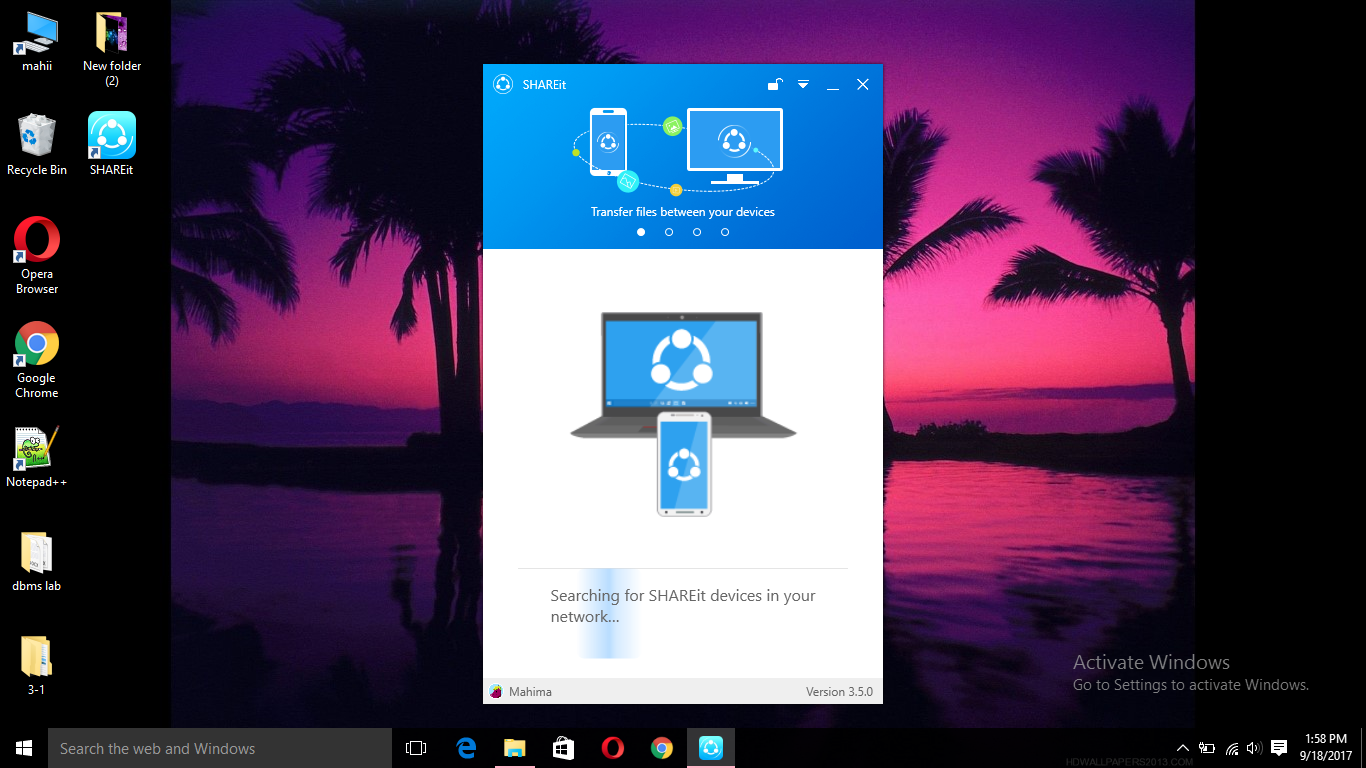 mahii
New folder
(2)
Recycle Bin
SHAREit
Opera
Browser
Google
Chrome
Notepad++
dbms lab
3-1
SHAREit
Transfer files between your devices
Searching for SHAREit devices in your
network...
Mahima
Version 3.5.0
Activate Windows
Go to Settings to activate Windows.
Search the web and Windows
HDWALLPAPERS2013.COM
1:58 PM
9/18/2017